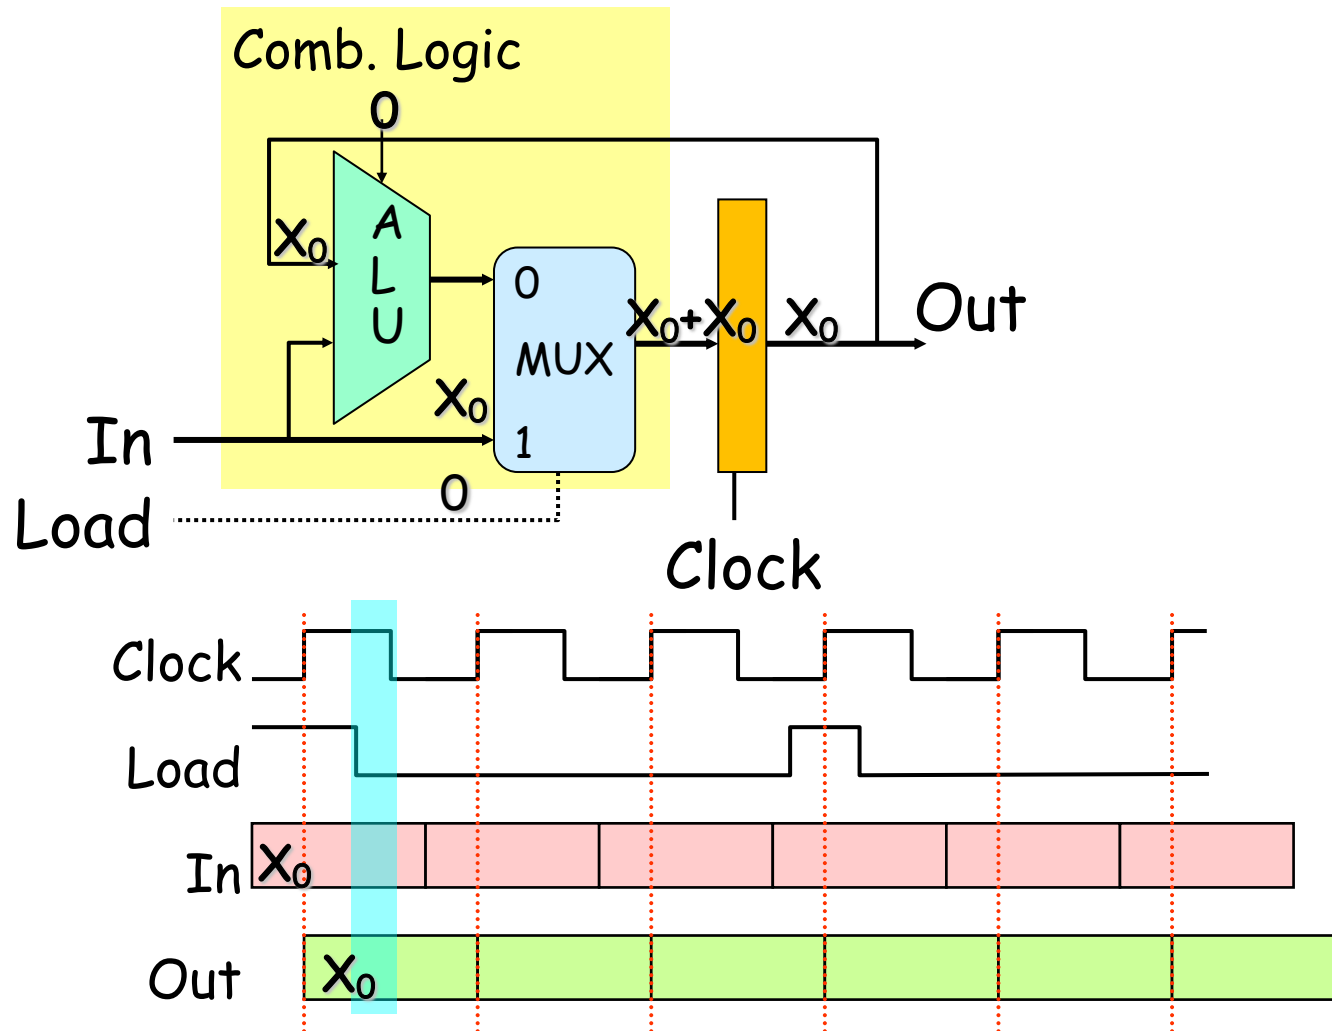 Comb. Logic
0
A
L
U
X₀
0
MUX
1
X₀+X₀
X₀
Out
X₀
In
0
Load
Clock
Clock
Load
In X₀
Out X₀